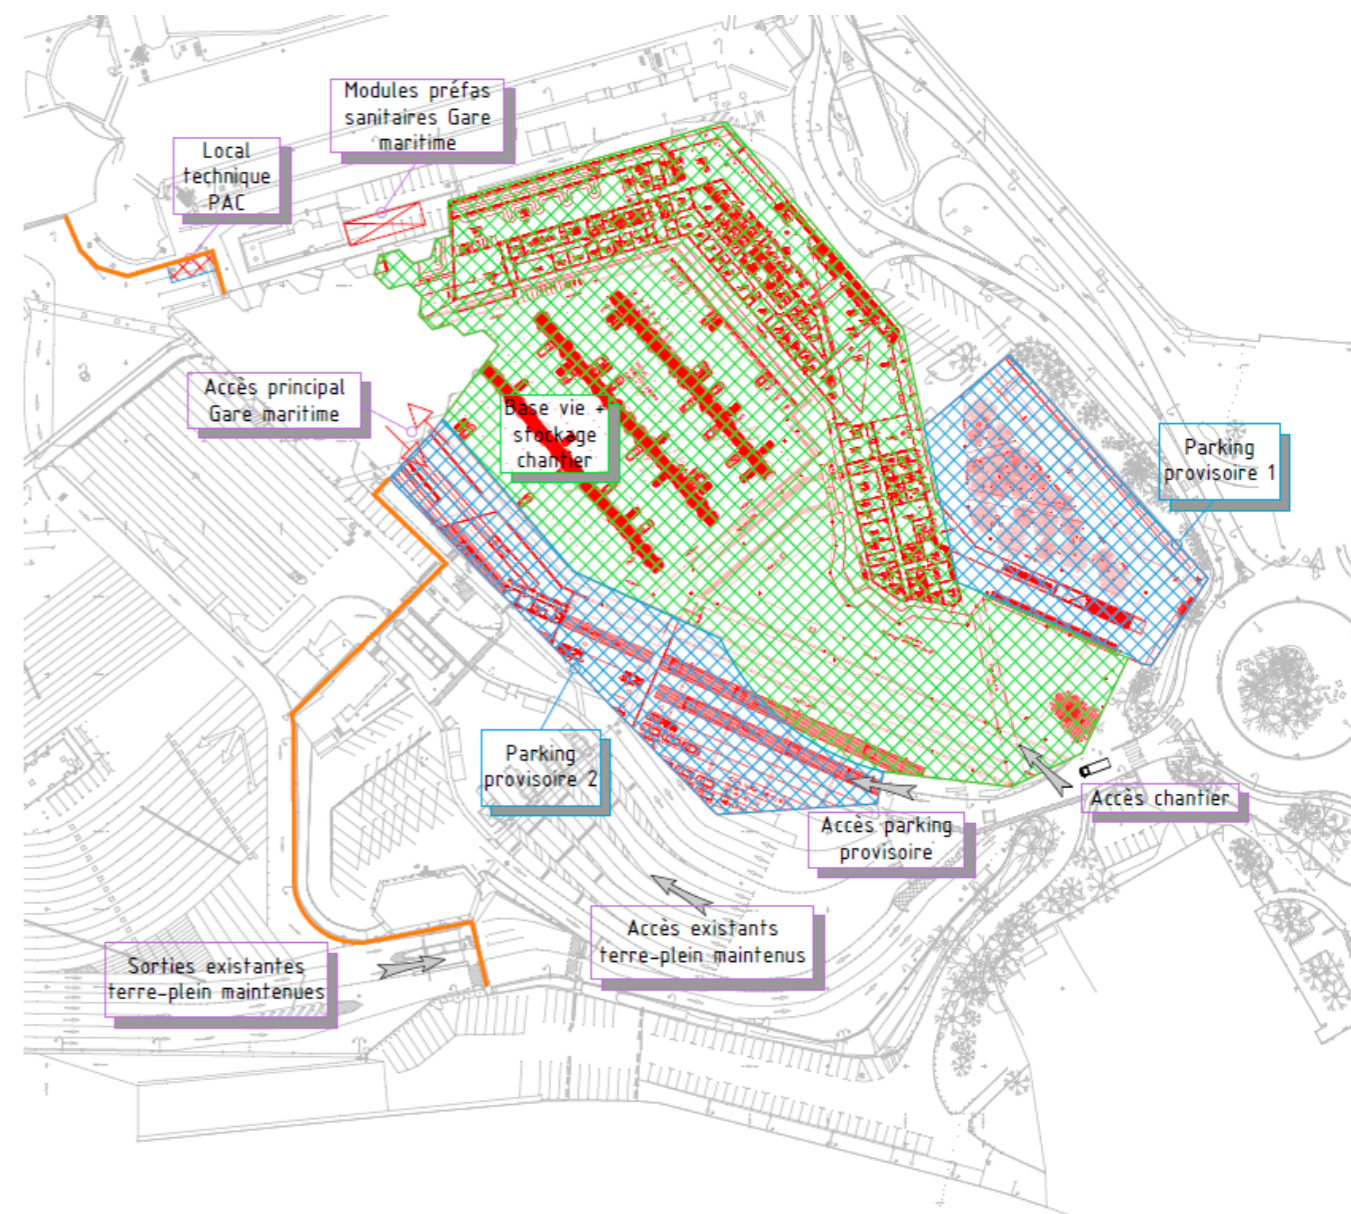 Modules préfas
sanitaires Gare
maritime
Local
technique
PAC
Accès principal
Gare maritime
Base vie +
stockage
chantier
Parking
provisoire 1
Parking
provisoire 2
Accès chantier
Accès parking
provisoire
Accès existants
terre-plein maintenus
Sorties existantes
terre-plein maintenues